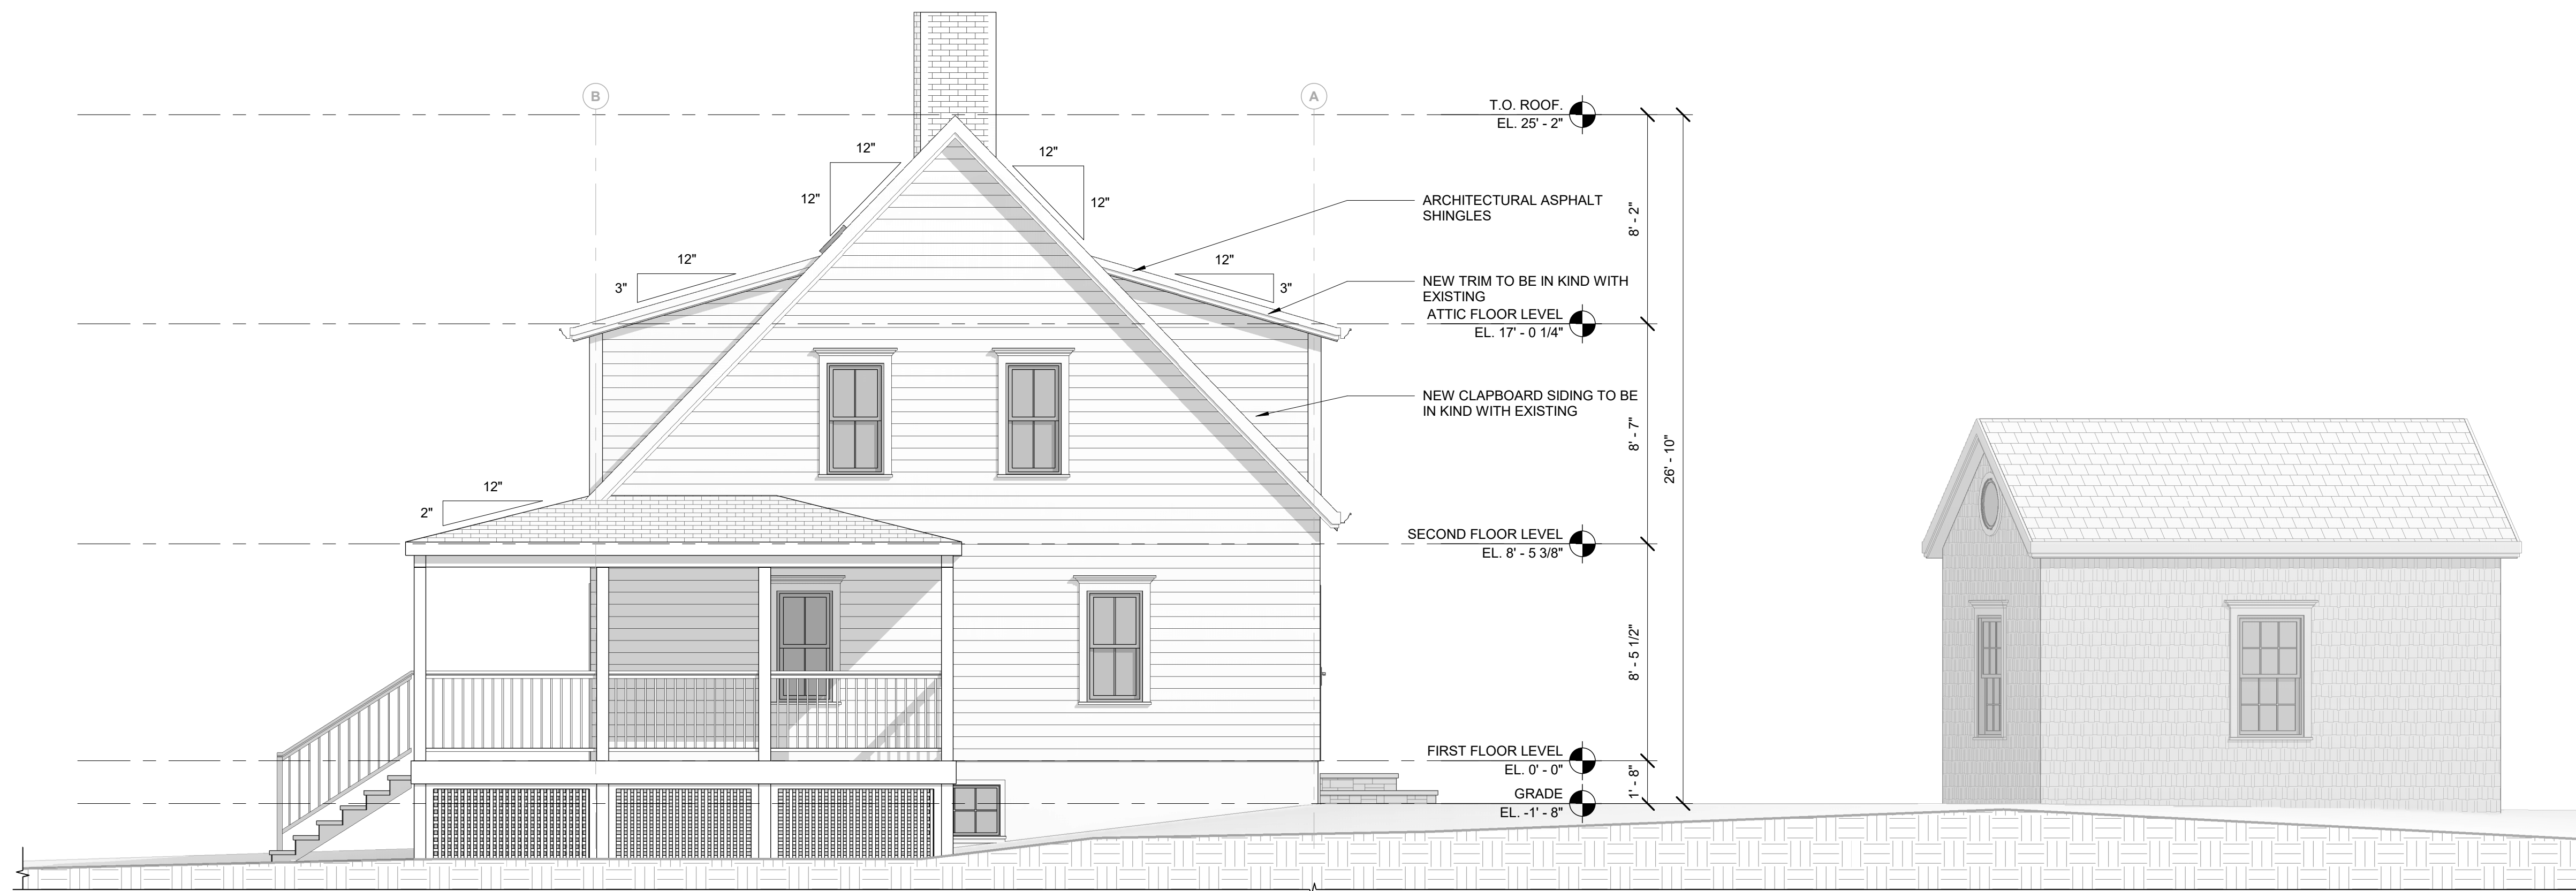 B
A
T.O. ROOF.
EL. 25' - 2"
12"
12"
12"
12"
ARCHITECTURAL ASPHALT
SHINGLES
8' - 2"
12"
3"
12"
3"
NEW TRIM TO BE IN KIND WITH
EXISTING
ATTIC FLOOR LEVEL
EL. 17' - 0 1/4"
NEW CLAPBOARD SIDING TO BE
IN KIND WITH EXISTING
8' - 7"
26' - 10"
12"
2"
SECOND FLOOR LEVEL
EL. 8' - 5 3/8"
8' - 5 1/2"
FIRST FLOOR LEVEL
EL. 0' - 0"
1' - 8"
GRADE
EL. -1' - 8"